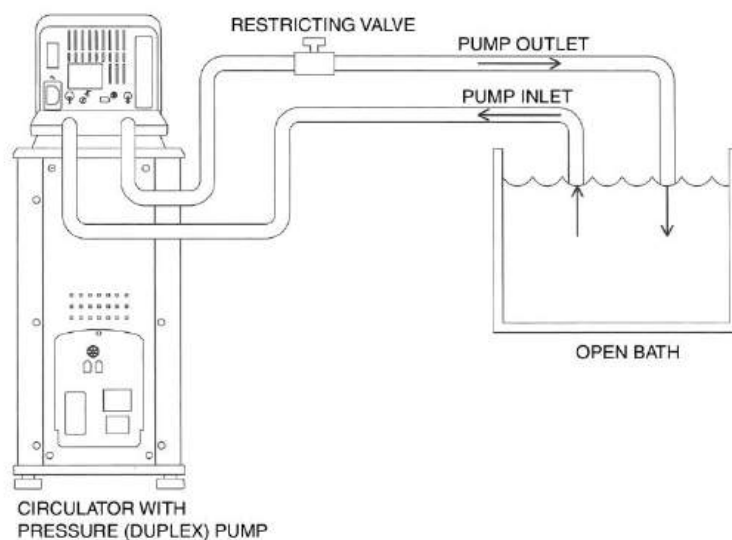 RESTRICTING VALVE
PUMP OUTLET
PUMP INLET
OPEN BATH
CIRCULATOR WITH
PRESSURE (DUPLEX) PUMP